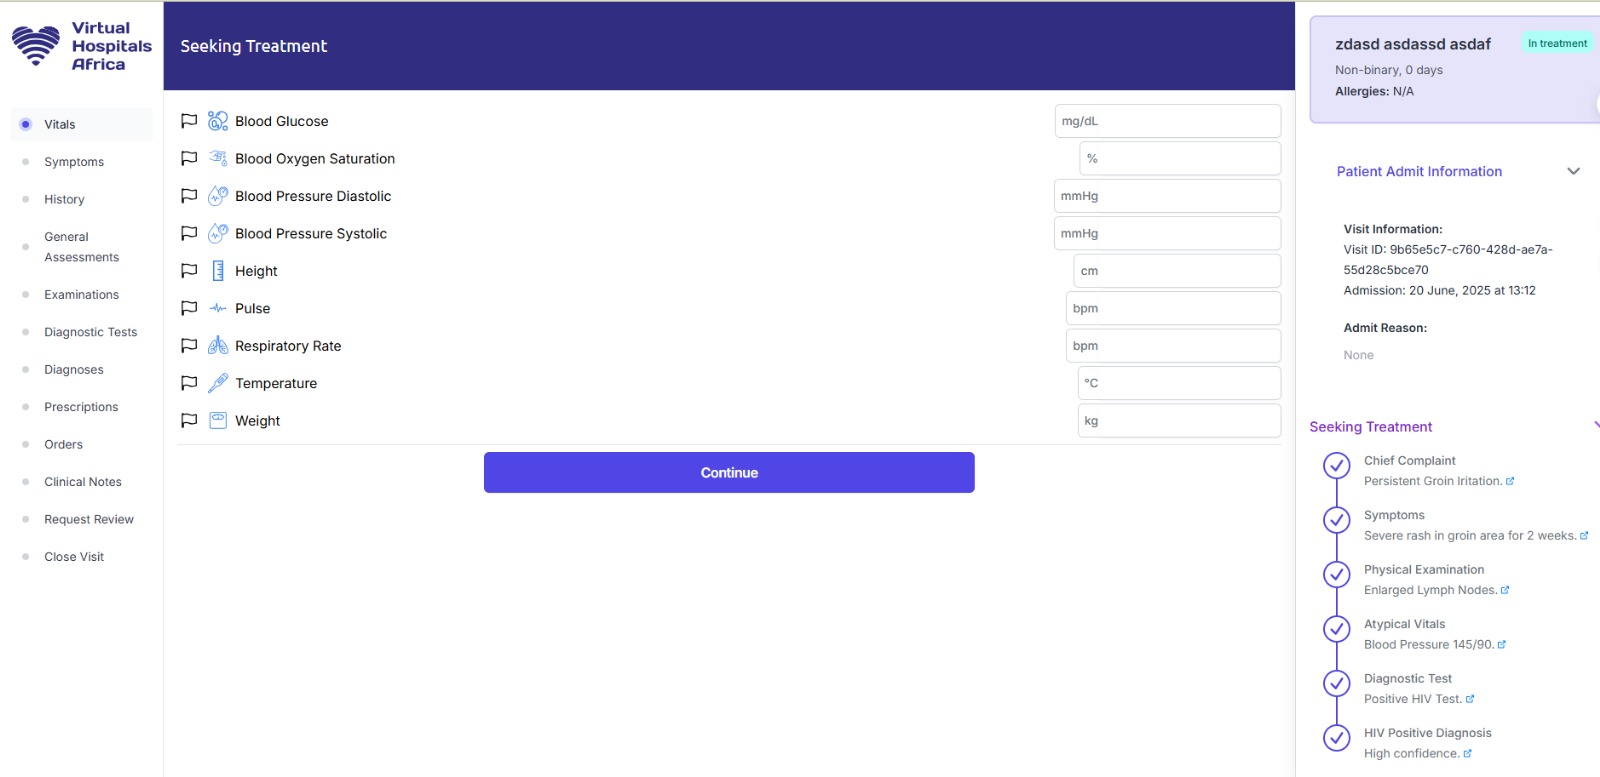 Virtual
Hospitals
Africa
Vitals
Symptoms
History
General
Assessments
Examinations
Diagnostic Tests
Diagnoses
Prescriptions
Orders
Clinical Notes
Request Review
Close Visit
Seeking Treatment
Blood Glucose
mg/dL
Blood Oxygen Saturation
%
Blood Pressure Diastolic
mmHg
Blood Pressure Systolic
mmHg
Height
cm
Pulse
bpm
Respiratory Rate
bpm
Temperature
°C
Weight
kg
Continue
zdasd asdassd asdaf
In treatment
Non-binary, 0 days
Allergies: N/A
Patient Admit Information
Visit Information:
Visit ID: 9b65e5c7-c760-428d-ae7a-
55d28c5bce70
Admission: 20 June, 2025 at 13:12
Admit Reason:
None
Seeking Treatment
Chief Complaint
Persistent Groin Iritation.
Symptoms
Severe rash in groin area for 2 weeks.
Physical Examination
Enlarged Lymph Nodes.
Atypical Vitals
Blood Pressure 145/90.
Diagnostic Test
Positive HIV Test.
HIV Positive Diagnosis
High confidence.